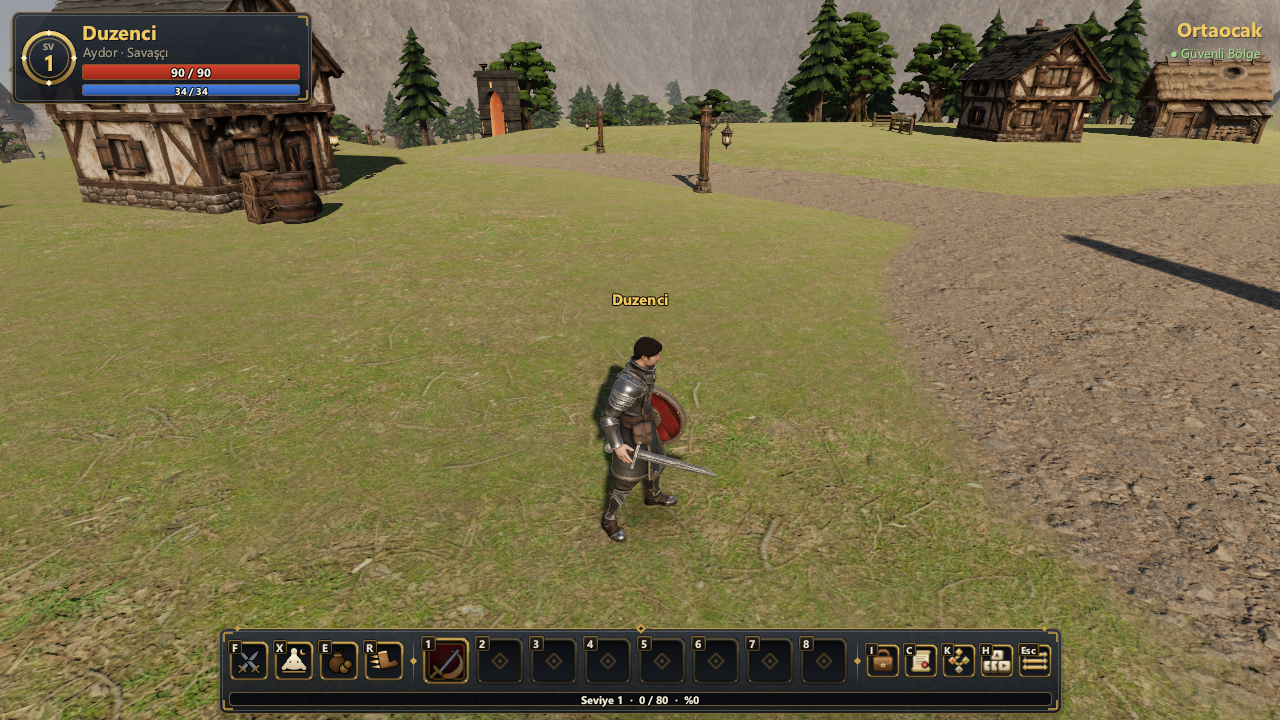 Duzenci
SV
1
Aydor · Savaşçı
90 / 90
34 / 34
Ortaocak
Güvenli Bölge
Duzenci
F
X
E
R
1
2
3
4
5
6
7
8
I
C
K
H
Esc
Seviye 1 · 0 / 80 · %0